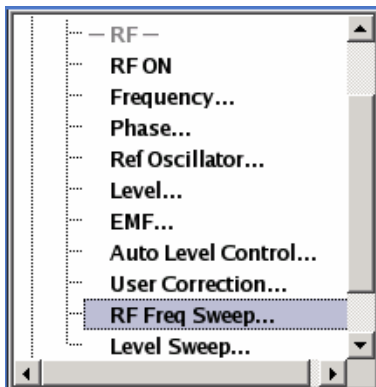 — RF —
RF ON
Frequency...
Phase...
Ref Oscillator...
Level...
EMF...
Auto Level Control...
User Correction...
RF Freq Sweep...
Level Sweep...